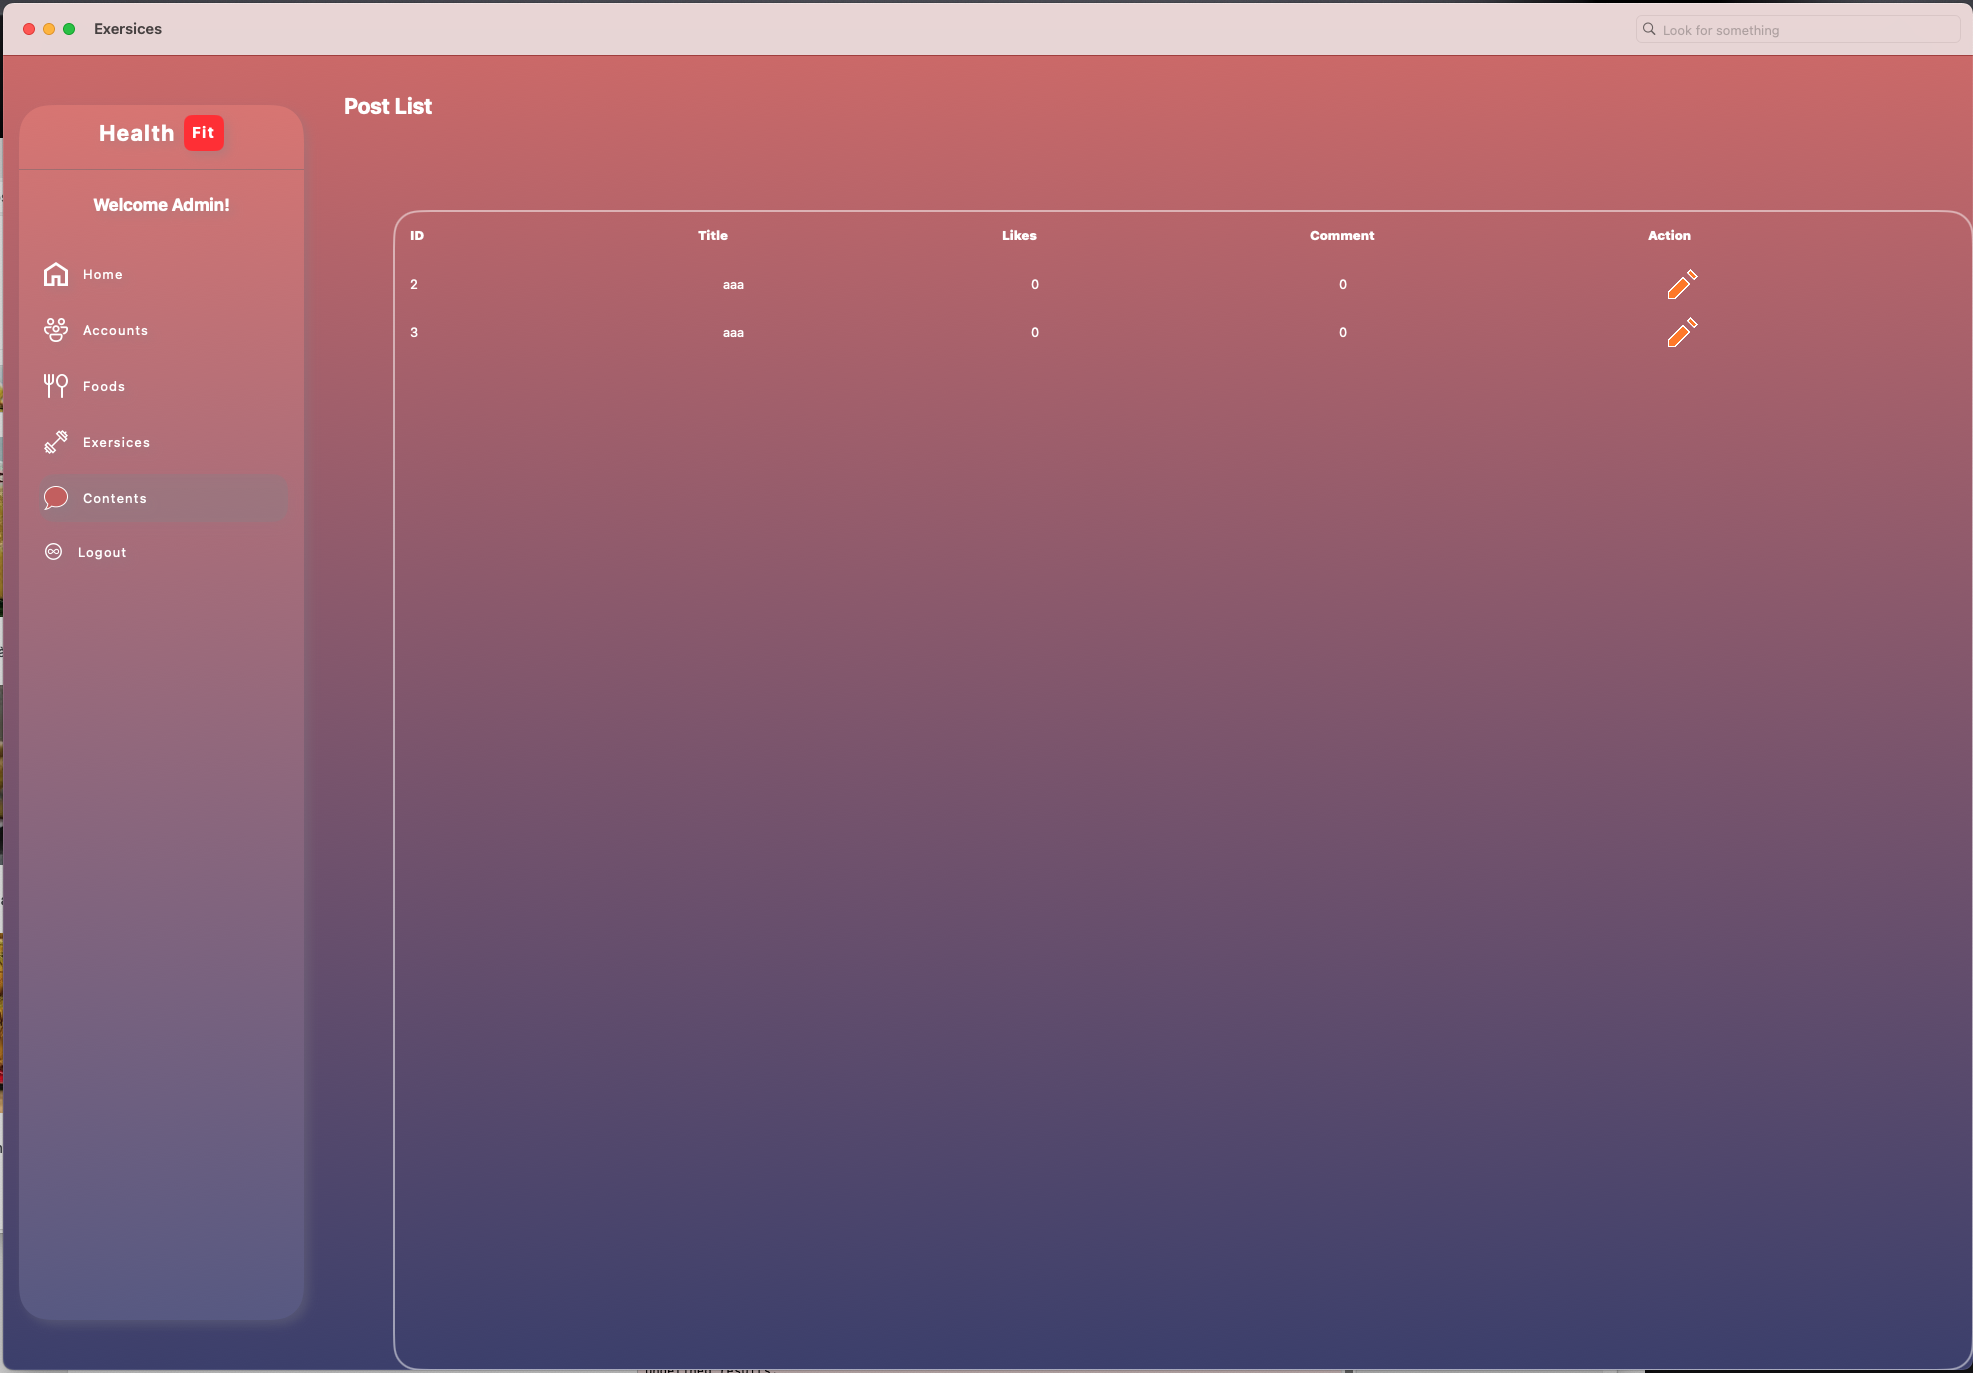 Exersices
Look for something
Health Fit
Welcome Admin!
Home
Accounts
Foods
Exersices
Contents
Logout
Post List
ID Title Likes Comment Action
2 aaa 0 0
3 aaa 0 0